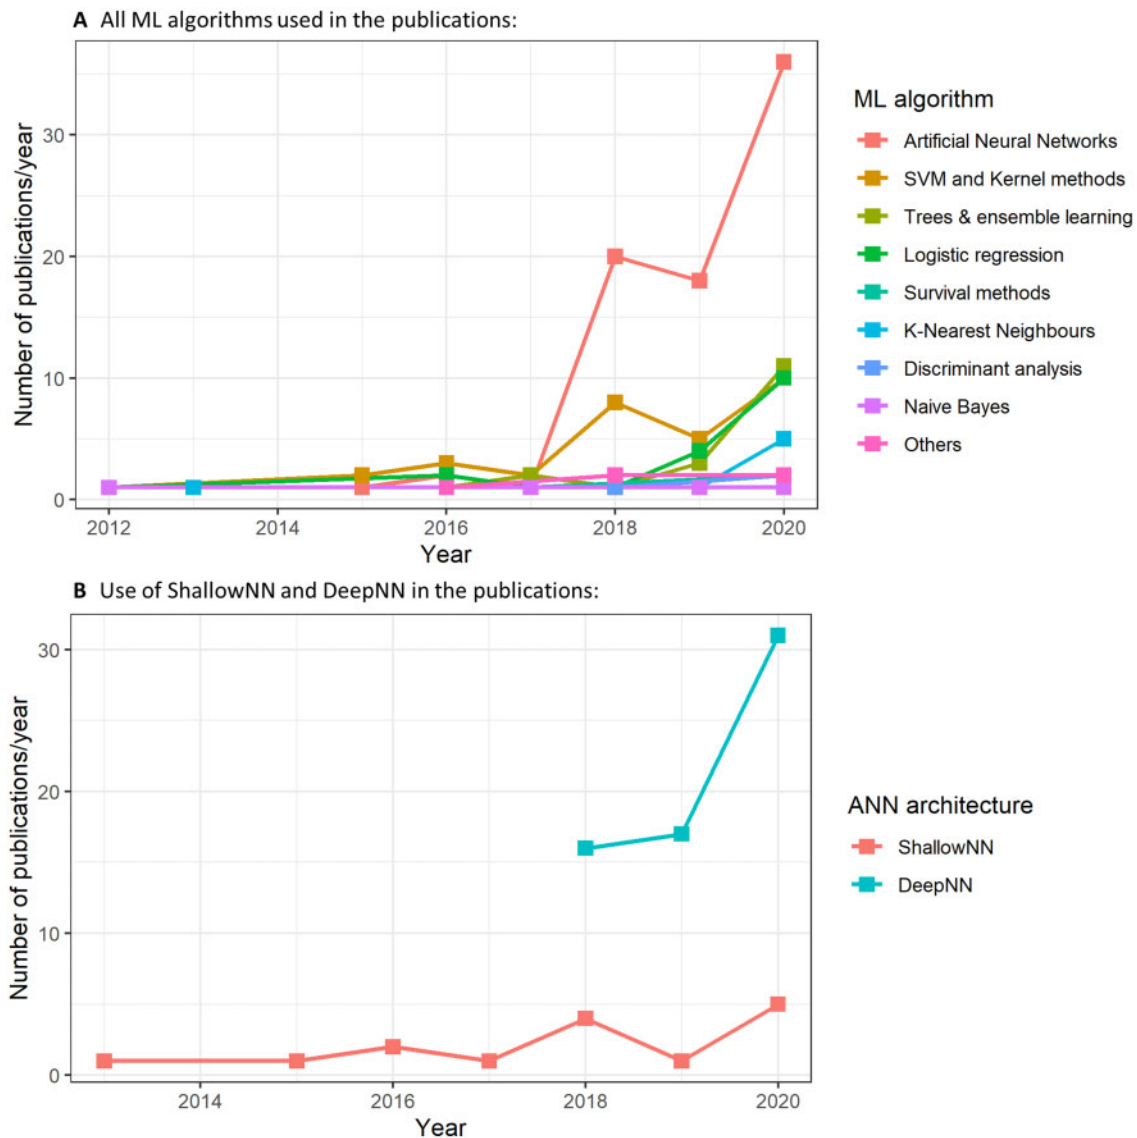 A All ML algorithms used in the publications:
Number of publications/year
30
20
10
0
2012
2014
2016
2018
2020
Year
ML algorithm
Artificial Neural Networks
SVM and Kernel methods
Trees & ensemble learning
Logistic regression
Survival methods
K-Nearest Neighbours
Discriminant analysis
Naive Bayes
Others
B Use of ShallowNN and DeepNN in the publications:
Number of publications/year
30
20
10
0
2014
2016
2018
2020
Year
ANN architecture
ShallowNN
DeepNN